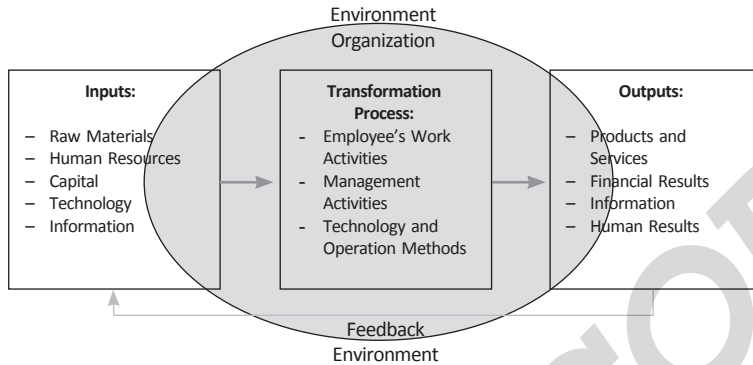 Environment
Organization
Inputs:
– Raw Materials
– Human Resources
– Capital
– Technology
– Information
Transformation
Process:
- Employee's Work
Activities
- Management
Activities
- Technology and
Operation Methods
Outputs:
– Products and
Services
– Financial Results
– Information
– Human Results
Feedback
Environment